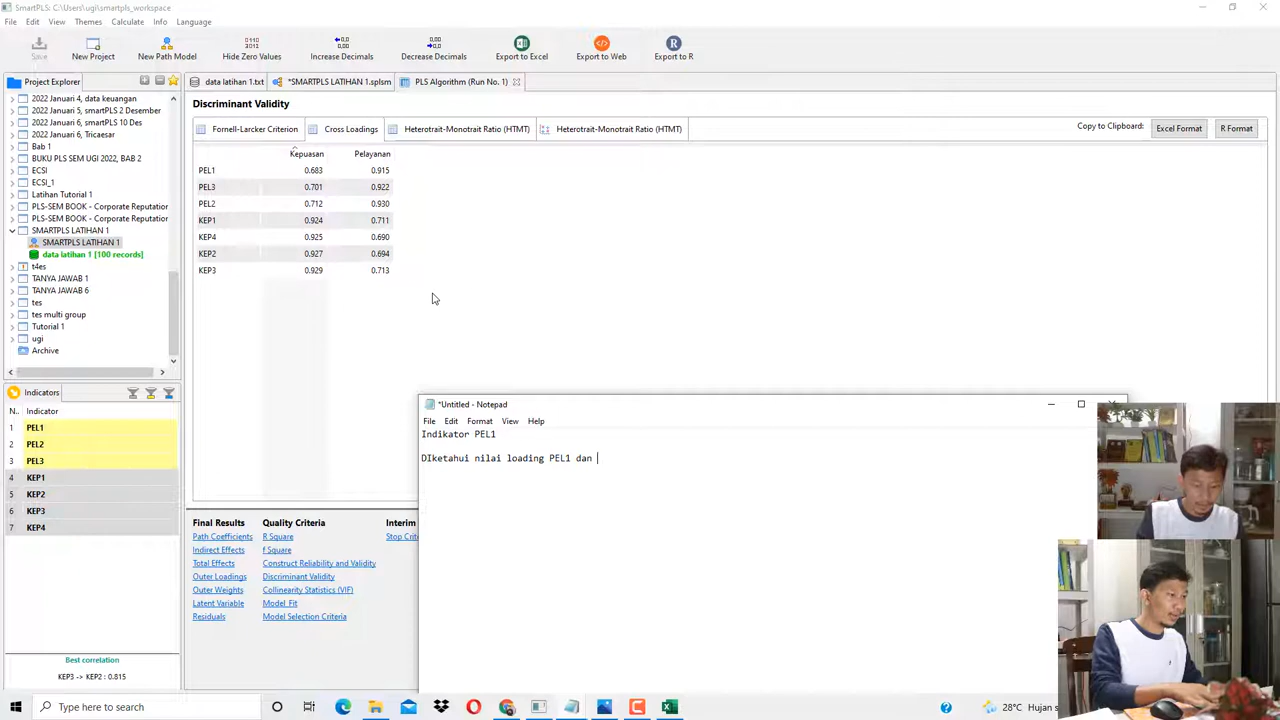 SmartPLS: C:\Users\ugi\smartpls_workspace
File Edit View Themes Calculate Info Language
Save New Project New Path Model Hide Zero Values Increase Decimals Decrease Decimals Export to Excel Export to Web Export to R
Project Explorer
2022 Januari 4, data keuangan
2022 Januari 5, smartPLS 2 Desember
2022 Januari 6, smartPLS 10 Des
2022 Januari 6, Tricaesar
Bab 1
BUKU PLS SEM UGI 2022, BAB 2
ECSI
ECSI_1
Latihan Tutorial 1
PLS-SEM BOOK - Corporate Reputation
PLS-SEM BOOK - Corporate Reputation
SMARTPLS LATIHAN 1
SMARTPLS LATIHAN 1
data latihan 1 [100 records]
t4es
TANYA JAWAB 1
TANYA JAWAB 6
tes
tes multi group
Tutorial 1
ugi
Archive
Indicators
N.. Indicator
1 PEL1
2 PEL2
3 PEL3
4 KEP1
5 KEP2
6 KEP3
7 KEP4
Best correlation
KEP3 -> KEP2: 0.815
data latihan 1.txt *SMARTPLS LATIHAN 1.splsm PLS Algorithm (Run No. 1)
Discriminant Validity
Fornell-Larcker Criterion Cross Loadings Heterotrait-Monotrait Ratio (HTMT) Heterotrait-Monotrait Ratio (HTMT) Copy to Clipboard: Excel Format R Format
Kepuasan Pelayanan
PEL1 0.683 0.915
PEL3 0.701 0.922
PEL2 0.712 0.930
KEP1 0.924 0.711
KEP4 0.925 0.690
KEP2 0.927 0.694
KEP3 0.929 0.713
Final Results Quality Criteria Interim
Path Coefficients R Square Stop Crite
Indirect Effects f Square
Total Effects Construct Reliability and Validity
Outer Loadings Discriminant Validity
Outer Weights Collinearity Statistics (VIF)
Latent Variable Model_Fit
Residuals Model Selection Criteria
*Untitled - Notepad
File Edit Format View Help
Indikator PEL1
DIketahui nilai loading PEL1 dan
Type here to search 28°C Hujan s